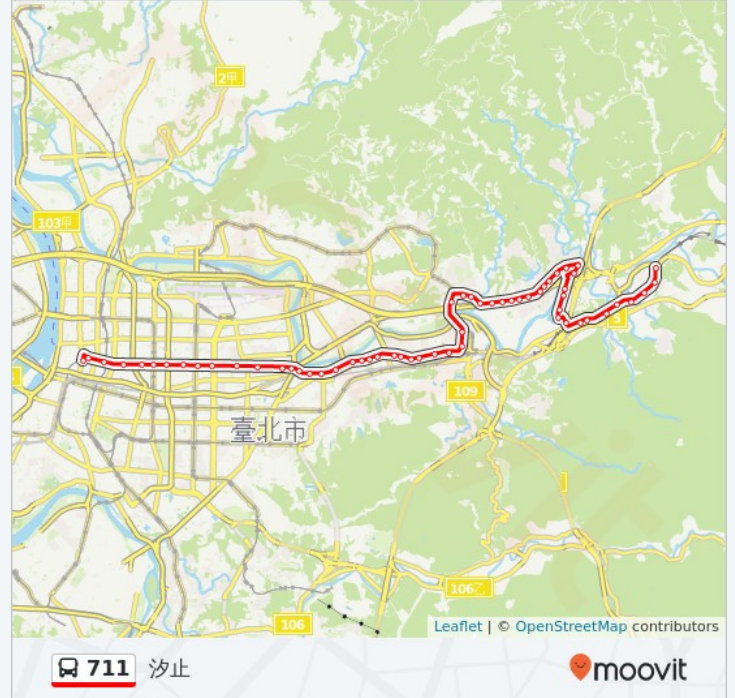 2甲
103甲
109
3
臺北市
106乙
106
Leaflet | © OpenStreetMap contributors
711 汐止
moovit